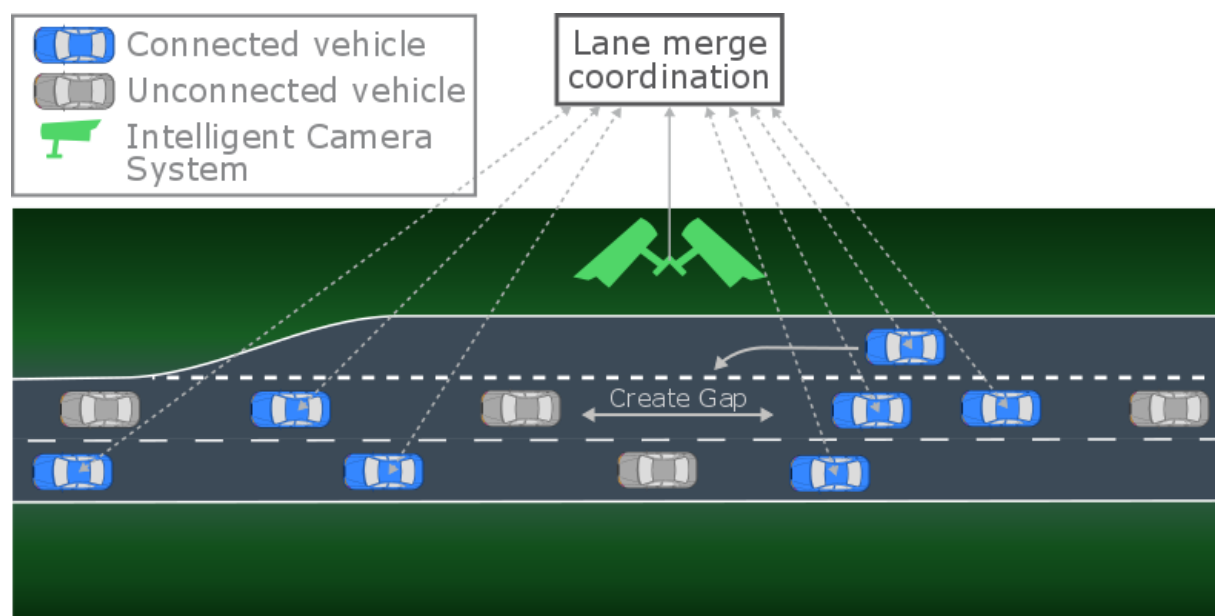 Connected vehicle
Unconnected vehicle
Intelligent Camera
System
Lane merge
coordination
Create Gap